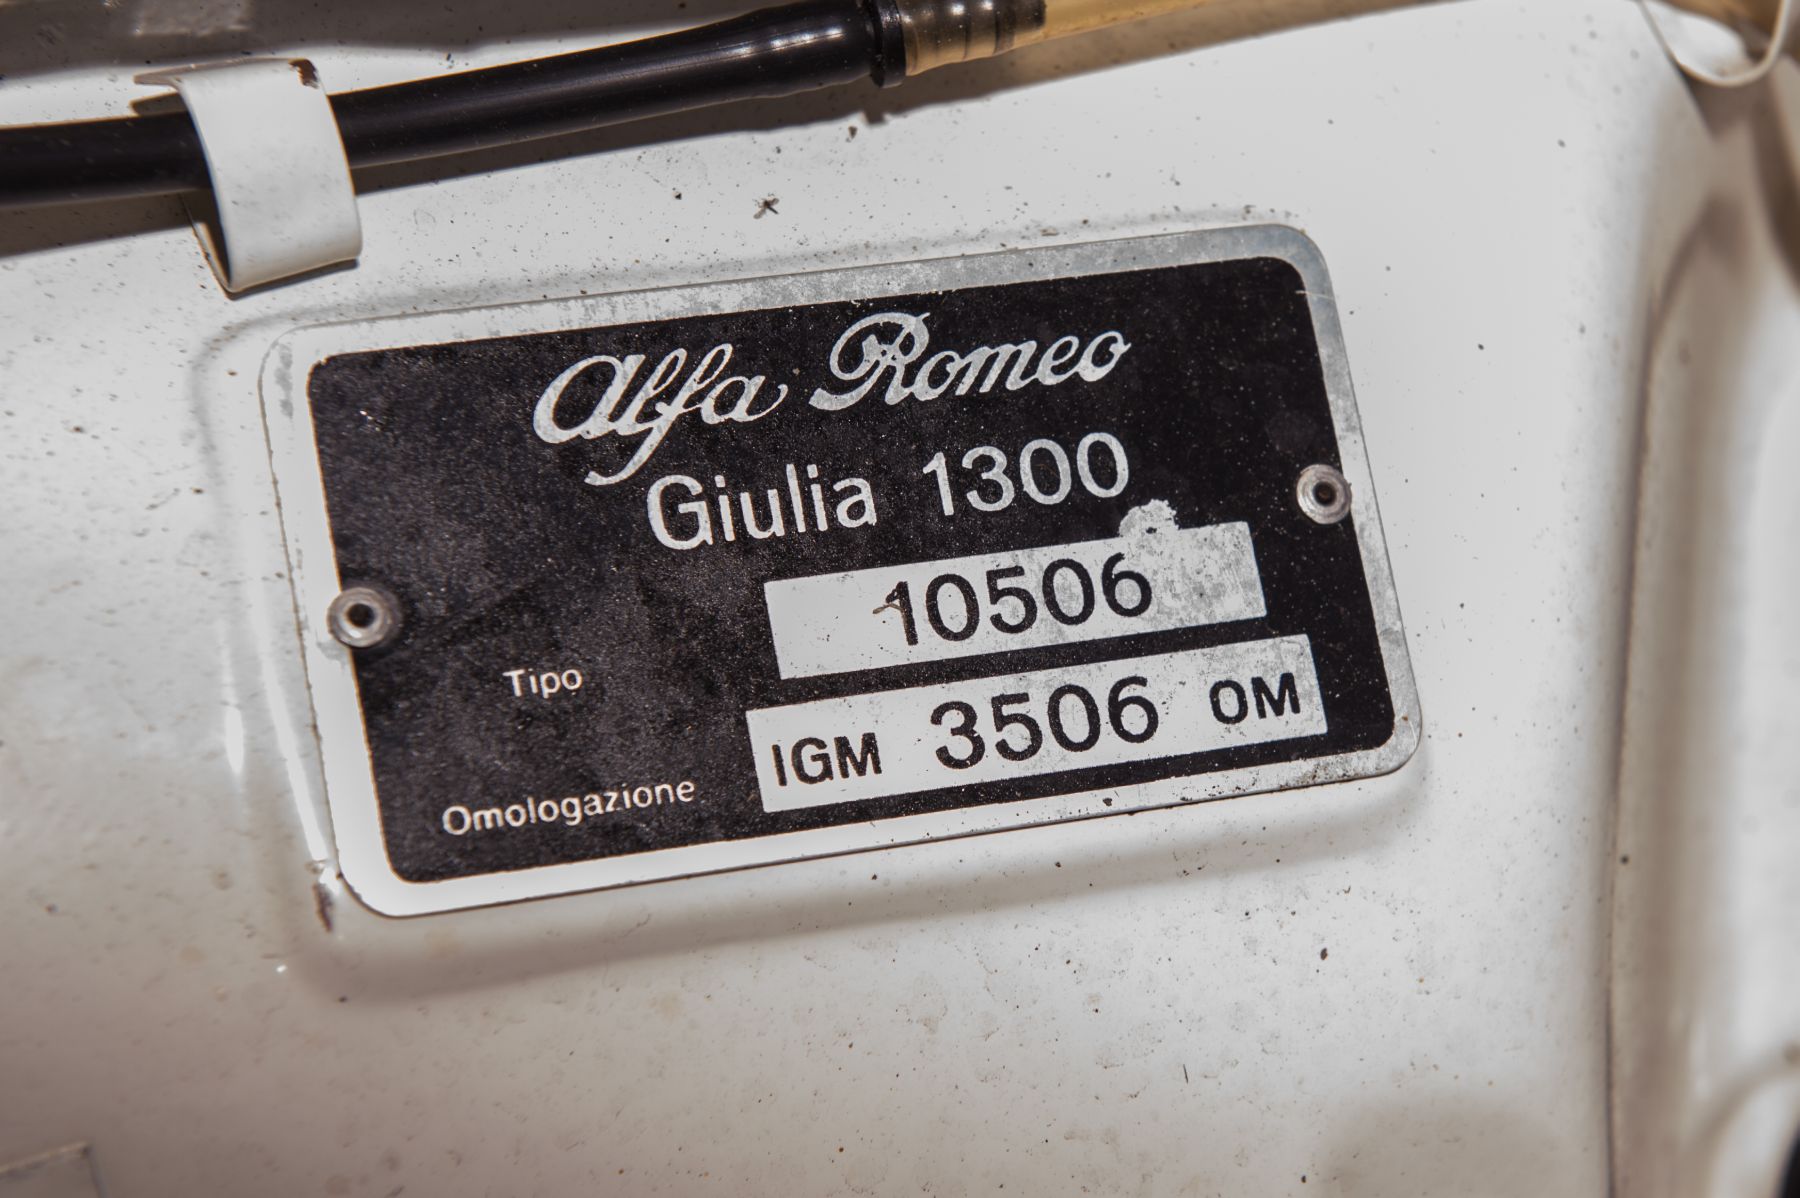 Alfa Romeo
Giulia 1300
Tipo 10506
Omologazione IGM 3506 OM